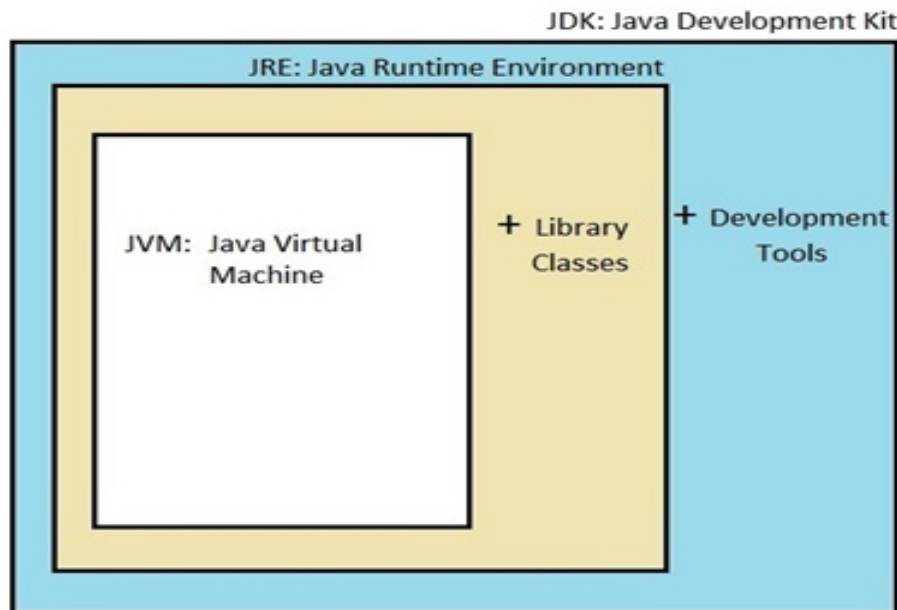 JDK: Java Development Kit
JRE: Java Runtime Environment
JVM: Java Virtual
Machine
+ Library
Classes
+ Development
Tools